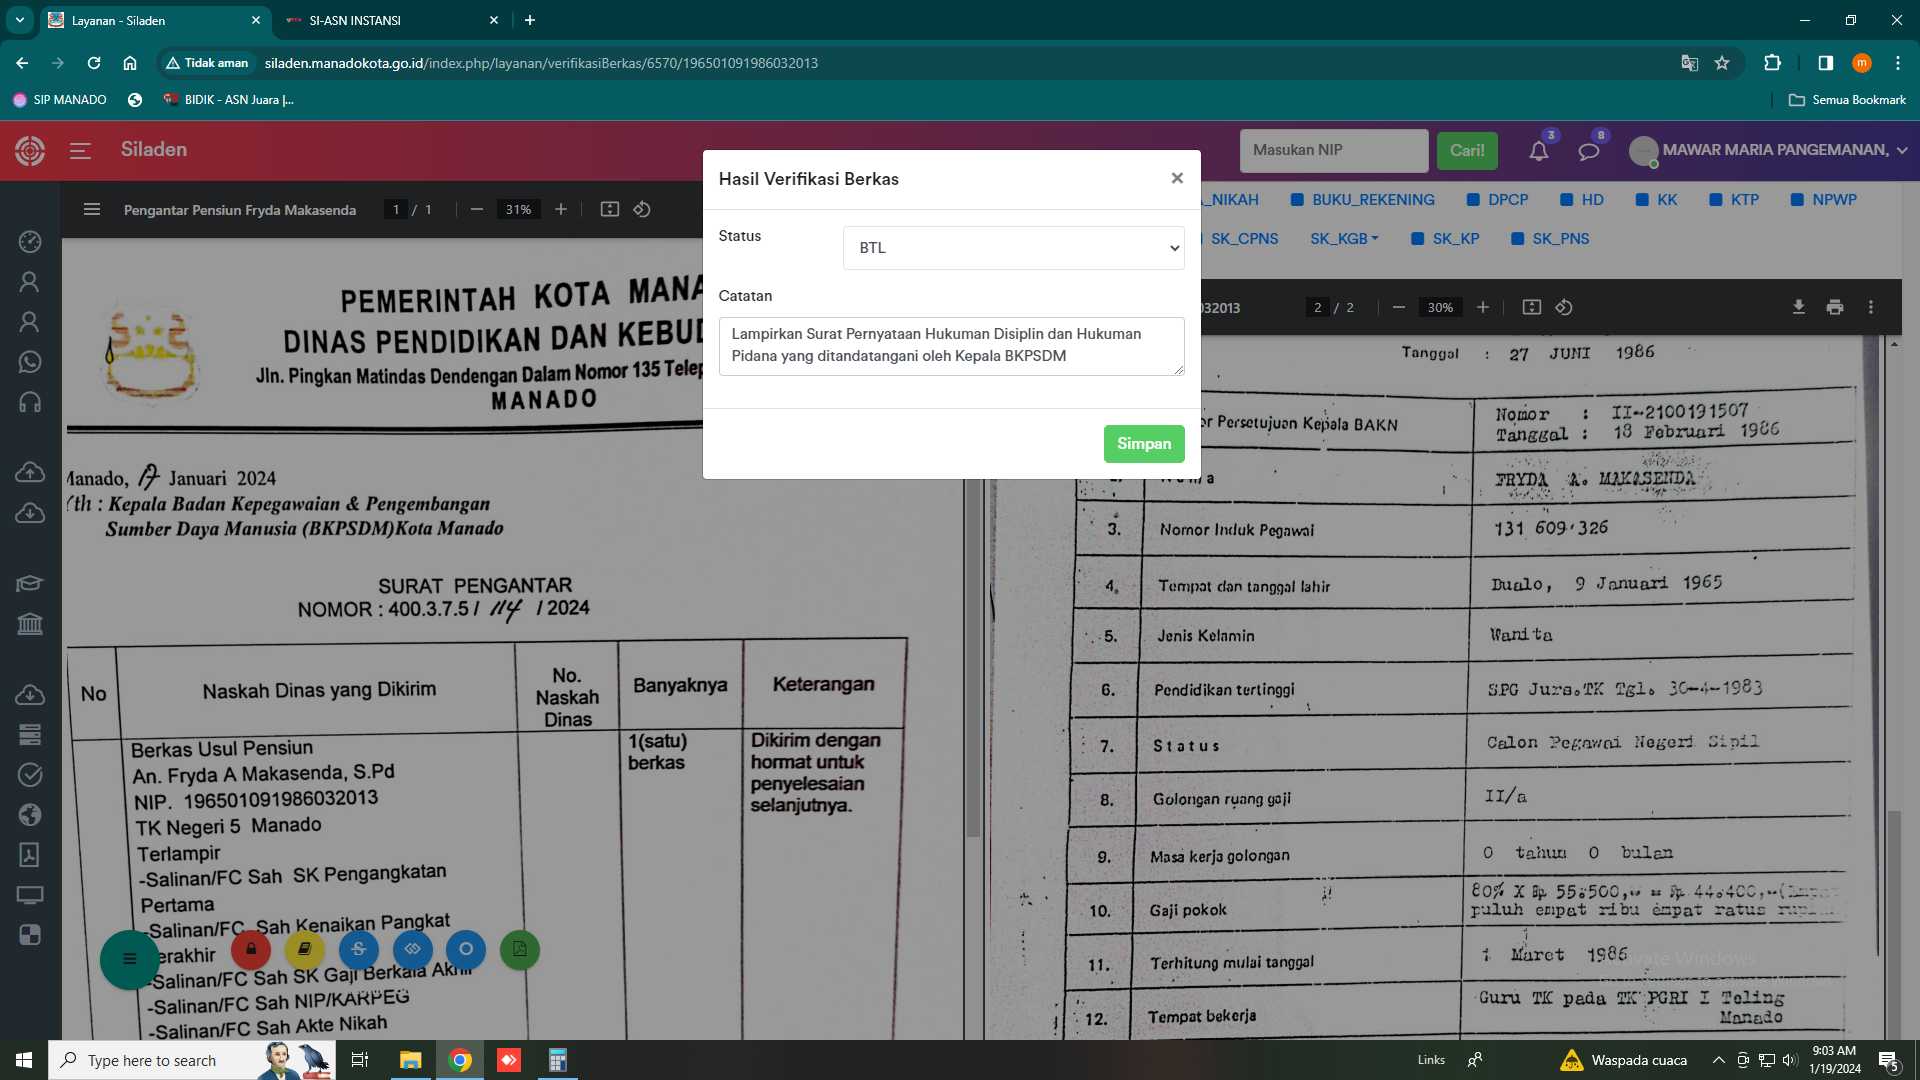 Layanan - Siladen
SI-ASN INSTANSI
Tidak aman
siladen.manadokota.go.id/index.php/layanan/verifikasiBerkas/6570/196501091986032013
SIP MANADO
BIDIK - ASN Juara |...
Semua Bookmark
Siladen
Masukan NIP
Cari!
3
8
MAWAR MARIA PANGEMANAN,
Pengantar Pensiun Fryda Makasenda
1 / 1
31%
Hasil Verifikasi Berkas
Status
BTL
Catatan
Lampirkan Surat Pernyataan Hukuman Disiplin dan Hukuman
Pidana yang ditandatangani oleh Kepala BKPSDM
Simpan
_NIKAH
BUKU_REKENING
DPCP
HD
KK
KTP
NPWP
SK_CPNS
SK_KGB
SK_KP
SK_PNS
032013
2 / 2
30%
PEMERINTAH KOTA MANA
DINAS PENDIDIKAN DAN KEBUD
Jln. Pingkan Matindas Dendengan Dalam Nomor 135 Telep
MANADO
Manado, 17 Januari 2024
Yth : Kepala Badan Kepegawaian & Pengembangan
Sumber Daya Manusia (BKPSDM)Kota Manado
SURAT PENGANTAR
NOMOR : 400.3.7.5 / 114 / 2024
No
Naskah Dinas yang Dikirim
No.
Naskah
Dinas
Banyaknya
Keterangan
Berkas Usul Pensiun
An. Fryda A Makasenda, S.Pd
NIP. 196501091986032013
TK Negeri 5 Manado
Terlampir
-Salinan/FC Sah SK Pengangkatan
Pertama
-Salinan/FC Sah Kenaikan Pangkat
Terakhir
-Salinan/FC Sah SK Gaji Berkala Akhir
-Salinan/FC Sah NIP/KARPEG
-Salinan/FC Sah Akte Nikah
1(satu)
berkas
Dikirim dengan
hormat untuk
penyelesaian
selanjutnya.
Tanggal : 27 JUNI 1986
or Persetujuan Kepala BAKN
Nomor : II-2100191507
Tanggal : 18 Februari 1986
N a m a
FRYDA A. MAKASENDA
3. Nomor Induk Pegawai
131 609 326
4. Tempat dan tanggal lahir
Dualo, 9 Januari 1965
5. Jenis Kelamin
Wanita
6. Pendidikan tertinggi
SPG Jurs.TK Tgl. 30-4-1983
7. Status
Calon Pegawai Negeri Sipil
8. Golongan ruang gaji
II/a
9. Masa kerja golongan
0 tahun 0 bulan
10. Gaji pokok
80% X Rp 55.500,- = Rp 44.400,-(Empat
puluh empat ribu empat ratus rupi
11. Terhitung mulai tanggal
1 Maret 1986
12. Tempat bekerja
Guru TK pada TK PGRI I Teling
Manado
Type here to search
Links
Waspada cuaca
9:03 AM
1/19/2024
5